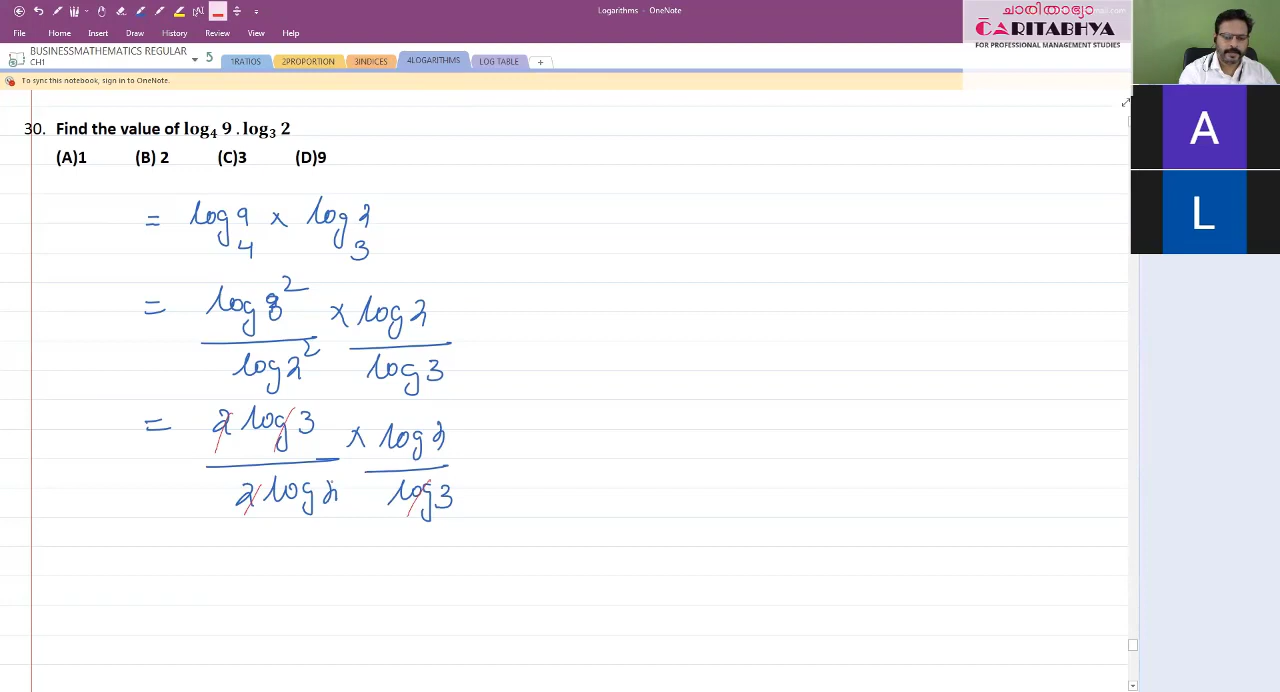 Logarithms - OneNote
File Home Insert Draw History Review View Help
BUSINESSMATHEMATICS REGULAR
CH1
1RATIOS 2PROPORTION 3INDICES 4LOGARITHMS LOG TABLE +
To sync this notebook, sign in to OneNote.
ചാരിതാഭ്യാ
CARITABHYA
FOR PROFESSIONAL MANAGEMENT STUDIES
A
L
30. Find the value of log₄ 9 . log₃ 2
(A)1 (B) 2 (C)3 (D)9
= log₄ 9 × log₃ 2
= log 3² / log 2² × log 2 / log 3
= 2 log 3 / 2 log 2 × log 2 / log 3